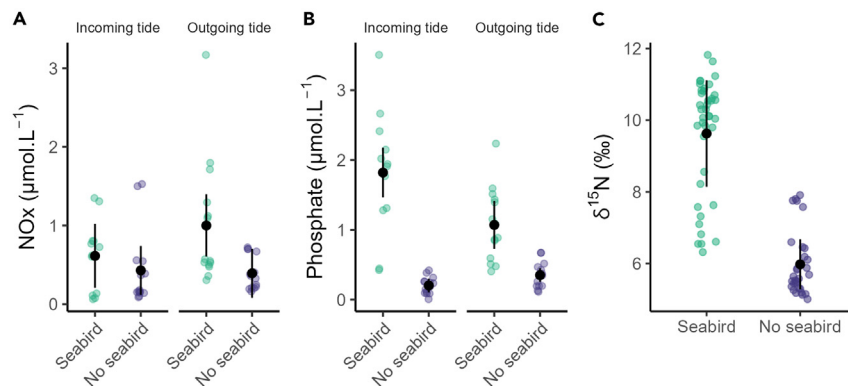 A
Incoming tide
Outgoing tide
NOx (µmol.L⁻¹)
3
2
1
0
Seabird
No seabird
Seabird
No seabird
B
Incoming tide
Outgoing tide
Phosphate (µmol.L⁻¹)
3
2
1
0
Seabird
No seabird
Seabird
No seabird
C
δ¹⁵N (‰)
12
10
8
6
Seabird
No seabird